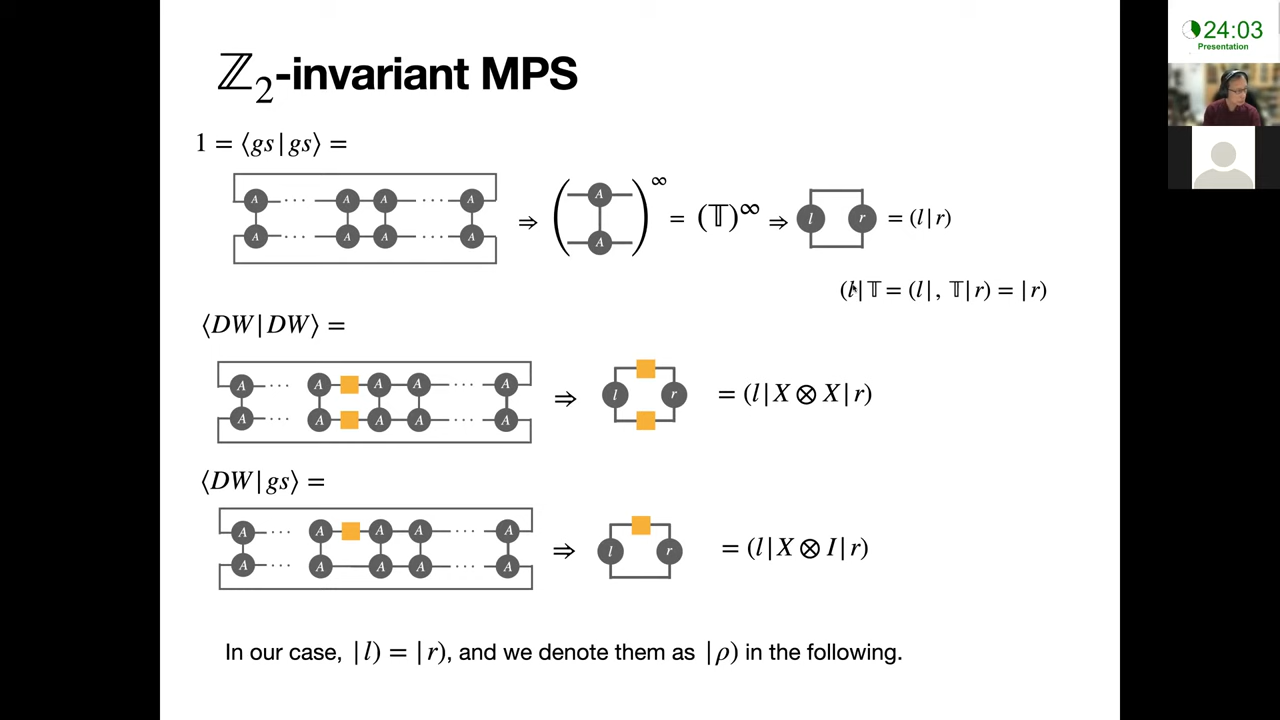 ℤ₂-invariant MPS
24:03
Presentation
1 = ⟨gs|gs⟩ =
A ··· A A ··· A
A ··· A A ··· A
⇒ ( A A )^∞ = (𝕋)^∞ ⇒ l r = (l|r)
(l|𝕋 = (l|, 𝕋|r) = |r)
⟨DW|DW⟩ =
A ··· A A A ··· A
A ··· A A A ··· A
⇒ l r = (l|X ⊗ X|r)
⟨DW|gs⟩ =
A ··· A A A ··· A
A ··· A A A ··· A
⇒ l r = (l|X ⊗ I|r)
In our case, |l) = |r), and we denote them as |ρ) in the following.